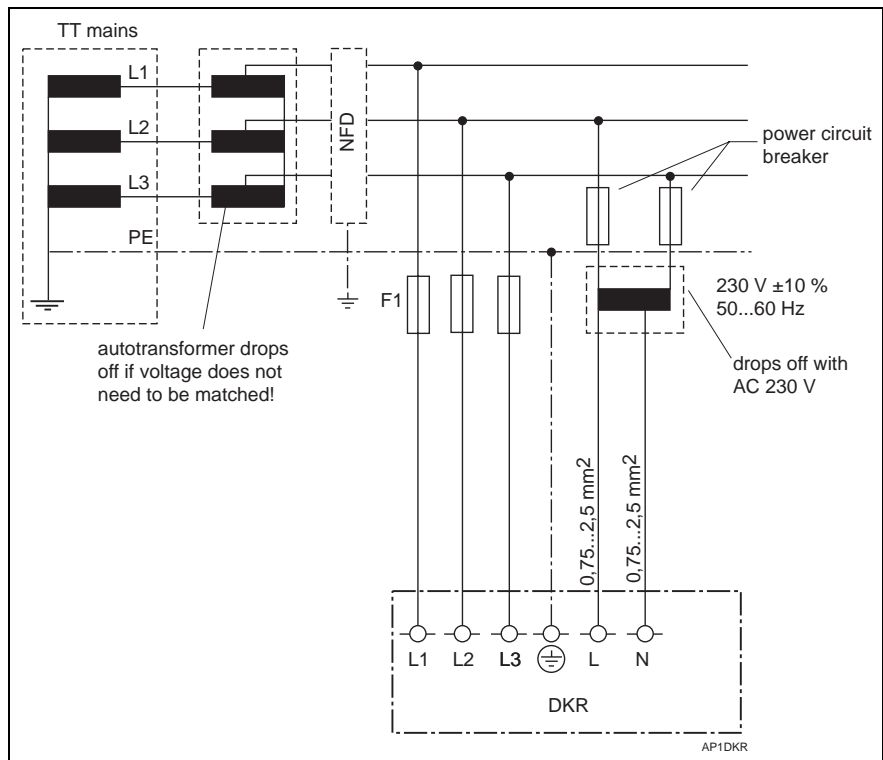 TT mains
L1
L2
L3
PE
NFD
power circuit
breaker
F1
230 V ±10 %
50...60 Hz
autotransformer drops
off if voltage does not
need to be matched!
drops off with
AC 230 V
0,75...2,5 mm2
0,75...2,5 mm2
L1 L2 L3 L N
DKR
AP1DKR